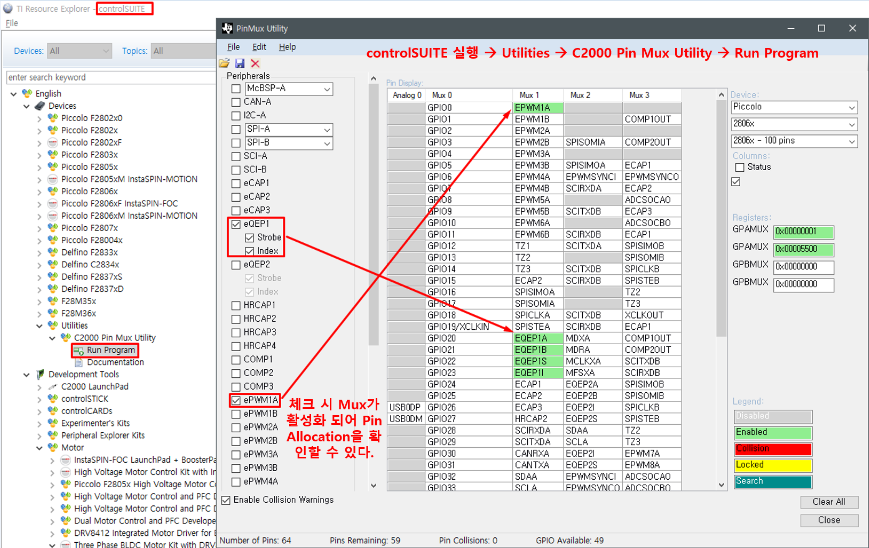 TI Resource Explorer - controlSUITE
File
Devices: All Topics: All
enter search keyword
English
Devices
Piccolo F2802x0
Piccolo F2802x
Piccolo F2802xF
Piccolo F2803x
Piccolo F2805x
Piccolo F2805xM InstaSPIN-MOTION
Piccolo F2806x
Piccolo F2806xF InstaSPIN-FOC
Piccolo F2806xM InstaSPIN-MOTION
Piccolo F2807x
Piccolo F28004x
Delfino F2833x
Delfino C2834x
Delfino F2837xS
Delfino F2837xD
F28M35x
F28M36x
Utilities
C2000 Pin Mux Utility
Run Program
Documentation
Development Tools
C2000 LaunchPad
controlSTICK
controlCARDs
Experimenter's Kits
Peripheral Explorer Kits
Motor
InstaSPIN-FOC LaunchPad + BoosterPa
High Voltage Motor Control Kit with In
Piccolo F2805x High Voltage Motor C
High Voltage Motor Control and PFC D
High Voltage Motor Control and PFC D
Dual Motor Control and PFC Develope
DRV8412 Integrated Motor Driver for B
Three Phase BLDC Motor Kit with Env
PinMux Utility
File Edit Help
controlSUITE 실행 → Utilities → C2000 Pin Mux Utility → Run Program
Peripherals
McBSP-A
CAN-A
I2C-A
SPI-A
SPI-B
SCI-A
SCI-B
eCAP1
eCAP2
eCAP3
eQEP1
Strobe
Index
eQEP2
Strobe
Index
HRCAP1
HRCAP2
HRCAP3
HRCAP4
COMP1
COMP2
COMP3
ePWM1A
ePWM1B
ePWM2A
ePWM2B
ePWM3A
ePWM3B
ePWM4A
Enable Collision Warnings
체크 시 Mux가
활성화 되어 Pin
Allocation을 확
인할 수 있다.
Pin Display:
Analog 0 Mux 0 Mux 1 Mux 2 Mux 3
GPIO0 EPWM1A
GPIO1 EPWM1B COMP1OUT
GPIO2 EPWM2A
GPIO3 EPWM2B SPISOMIA COMP2OUT
GPIO4 EPWM3A
GPIO5 EPWM3B SPISIMOA ECAP1
GPIO6 EPWM4A EPWMSYNCI EPWMSYNCO
GPIO7 EPWM4B SCIRXDA ECAP2
GPIO8 EPWM5A ADCSOCAO
GPIO9 EPWM5B SCITXDB ECAP3
GPIO10 EPWM6A ADCSOCBO
GPIO11 EPWM6B SCIRXDB ECAP1
GPIO12 TZ1 SCITXDA SPISIMOB
GPIO13 TZ2 SPISOMIB
GPIO14 TZ3 SCITXDB SPICLKB
GPIO15 ECAP2 SCIRXDB SPISTEB
GPIO16 SPISIMOA TZ2
GPIO17 SPISOMIA TZ3
GPIO18 SPICLKA SCITXDB XCLKOUT
GPIO19/XCLKIN SPISTEA SCIRXDB ECAP1
GPIO20 EQEP1A MDXA COMP1OUT
GPIO21 EQEP1B MDRA COMP2OUT
GPIO22 EQEP1S MCLKXA SCITXDB
GPIO23 EQEP1I MFSXA SCIRXDB
GPIO24 ECAP1 EQEP2A SPISIMOB
GPIO25 ECAP2 EQEP2B SPISOMIB
USB0DP GPIO26 ECAP3 EQEP2I SPICLKB
USB0DM GPIO27 HRCAP2 EQEP2S SPISTEB
GPIO28 SCIRXDA SDAA TZ2
GPIO29 SCITXDA SCLA TZ3
GPIO30 CANRXA EQEP2I EPWM7A
GPIO31 CANTXA EQEP2S EPWM8A
GPIO32 SDAA EPWMSYNCI ADCSOCAO
GPIO33 SCLA EPWMSYNCO ADCSOCBO
Device:
Piccolo
2806x
2806x - 100 pins
Columns:
Status
Registers:
GPAMUX 0x00000001
GPAMUX 0x00005500
GPBMUX 0x00000000
GPBMUX 0x00000000
Legend:
Disabled
Enabled
Collision
Locked
Search
Clear All
Close
Number of Pins: 64 Pins Remaining: 59 Pin Collisions: 0 GPIO Available: 49